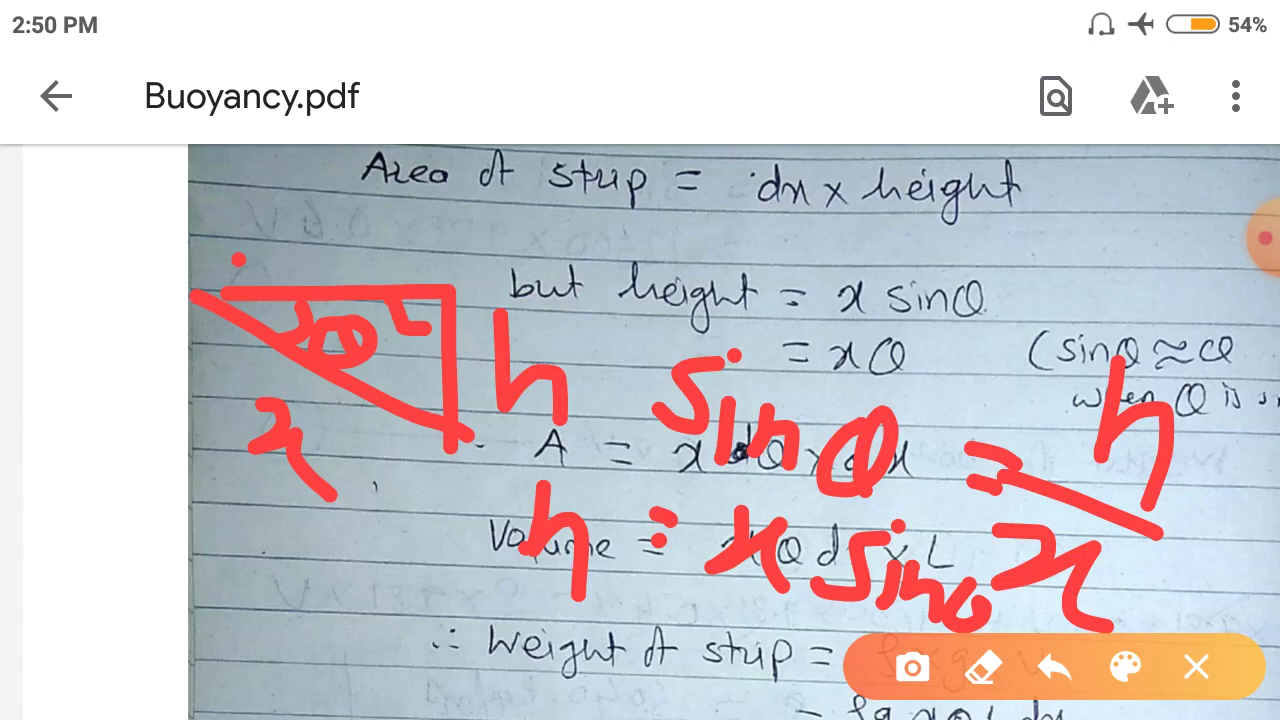 2:50 PM
54%
Buoyancy.pdf
Area of strip = dx x height
but height = x sinθ
= xθ (sinθ ≈ θ
when θ is
θ
h
x
sinθ = h
x
A = x θ x dx
h = x sinθ
Volume = xθ dx x L
∴ Weight of strip =